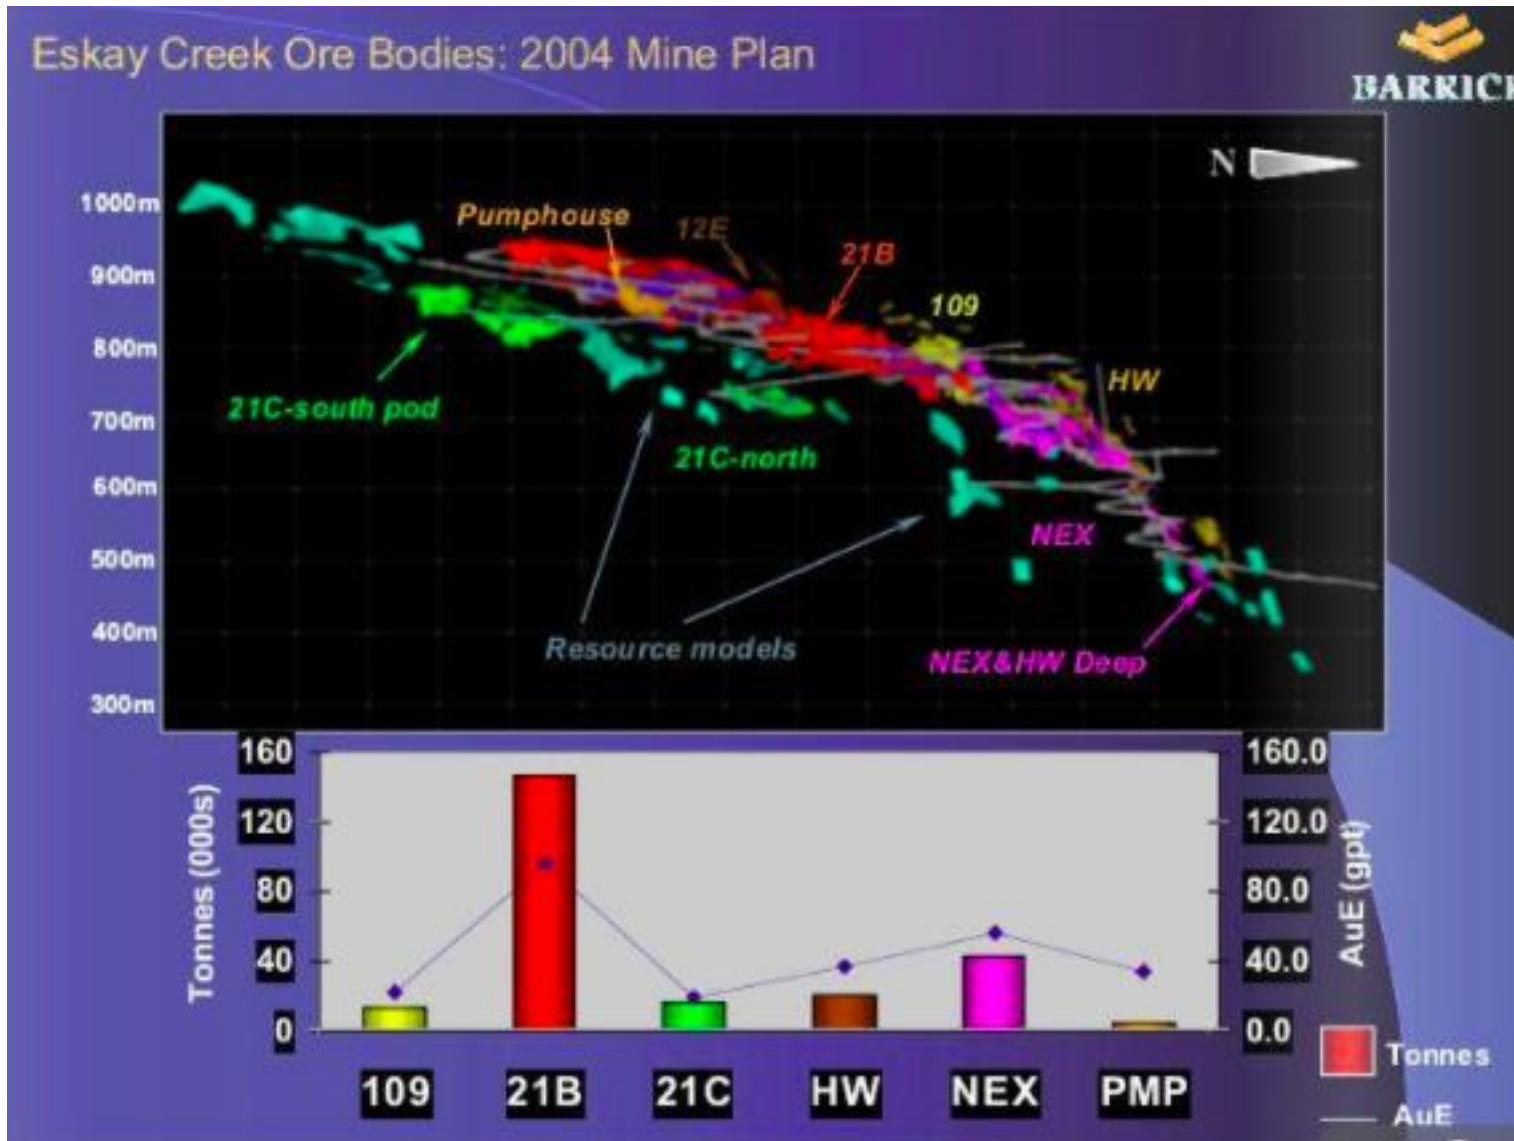 Eskay Creek Ore Bodies: 2004 Mine Plan
BARRICK
N
1000m
900m
800m
700m
600m
500m
400m
300m
Pumphouse
12E
21B
109
HW
21C-south pod
21C-north
NEX
Resource models
NEX&HW Deep
160
120
80
40
0
Tonnes (000s)
160.0
120.0
80.0
40.0
0.0
AuE (gpt)
109 21B 21C HW NEX PMP
Tonnes
AuE